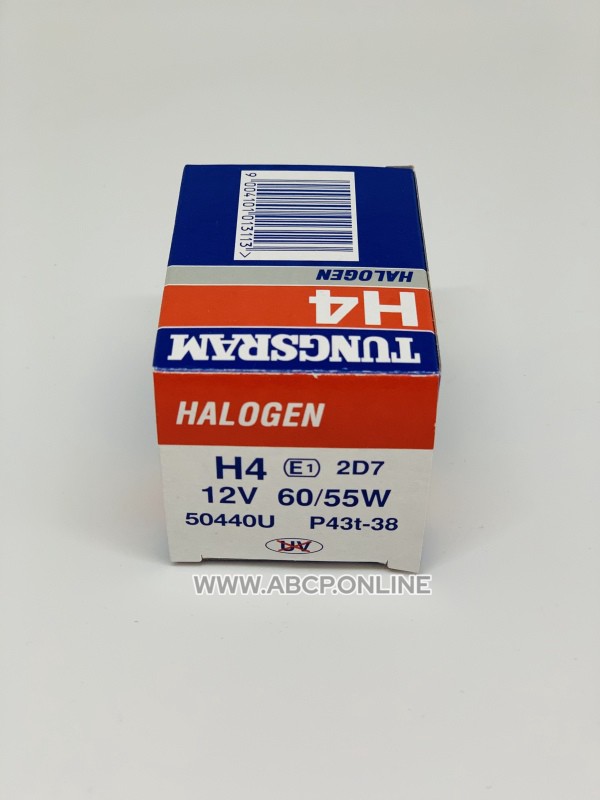 9 004101 013113 >
HALOGEN
H4
TUNGSRAM
HALOGEN
H4 E1 2D7
12V 60/55W
50440U P43t-38
WWW.ABCP.ONLINE